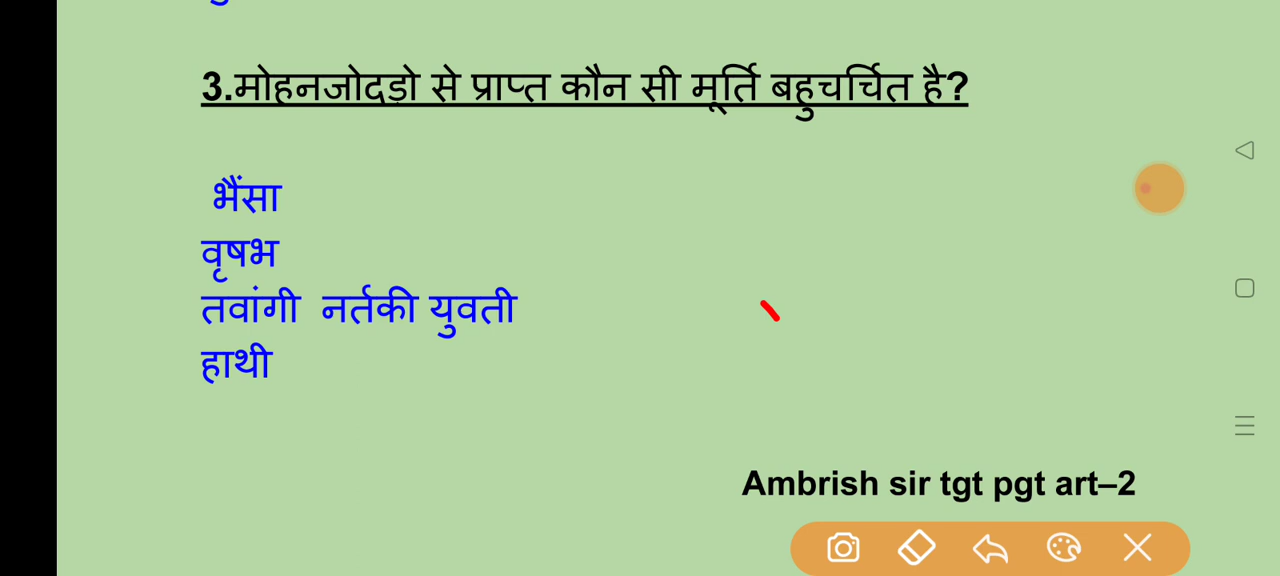 3.मोहनजोदड़ो से प्राप्त कौन सी मूर्ति बहुचर्चित है?
भैंसा
वृषभ
तवांगी नर्तकी युवती
हाथी
Ambrish sir tgt pgt art–2